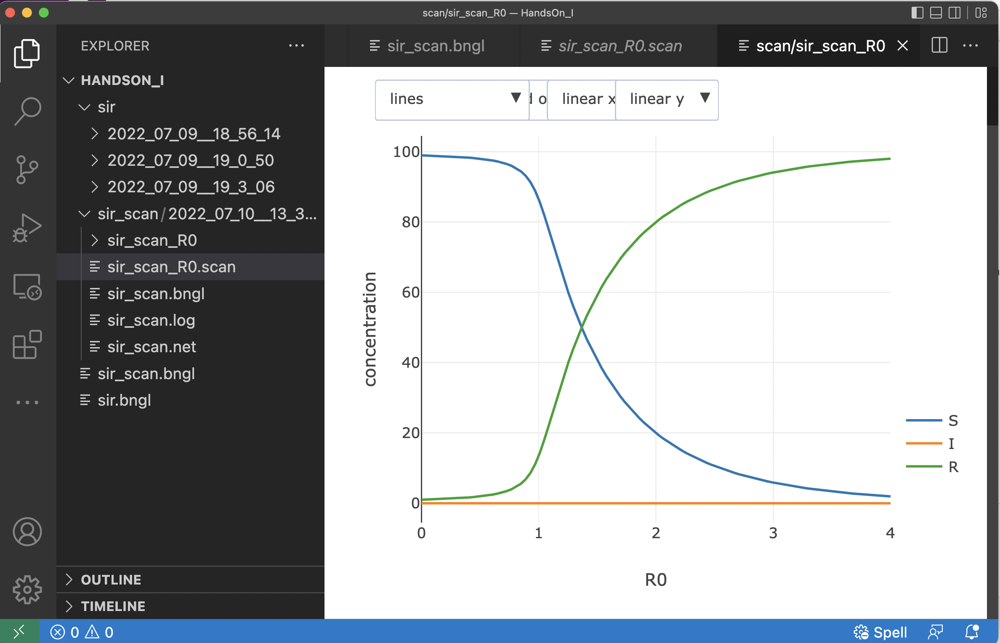 scan/sir_scan_R0 — HandsOn_I
EXPLORER
sir_scan.bngl
sir_scan_R0.scan
scan/sir_scan_R0
HANDSON_I
sir
2022_07_09__18_56_14
2022_07_09__19_0_50
2022_07_09__19_3_06
sir_scan/2022_07_10__13_3...
sir_scan_R0
sir_scan_R0.scan
sir_scan.bngl
sir_scan.log
sir_scan.net
sir_scan.bngl
sir.bngl
OUTLINE
TIMELINE
lines
linear x
linear y
concentration
100
80
60
40
20
0
0 1 2 3 4
R0
S
I
R
0 0
Spell